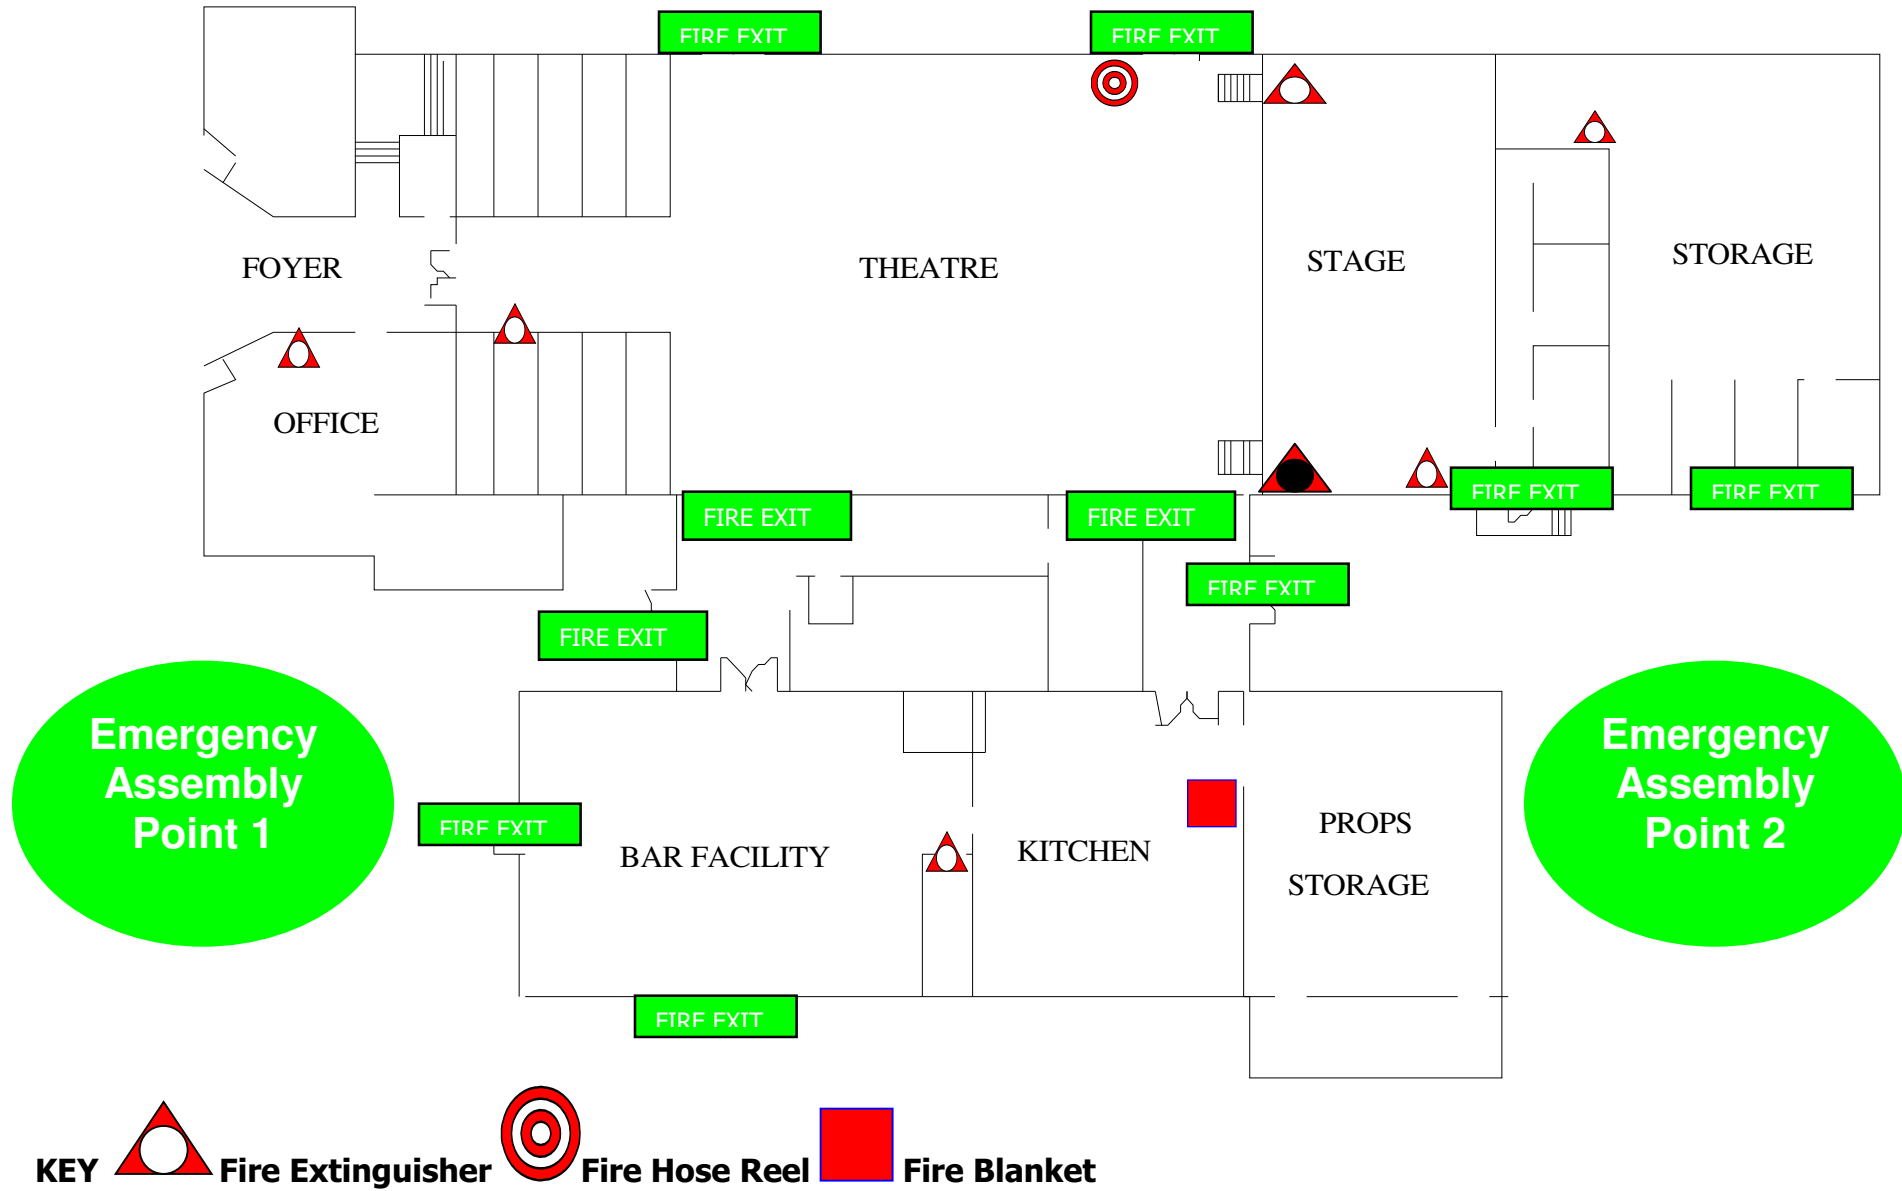 FIRE EXIT
FIRE EXIT
FOYER
THEATRE
STAGE
STORAGE
OFFICE
FIRE EXIT
FIRE EXIT
FIRE EXIT
FIRE EXIT
FIRE EXIT
FIRE EXIT
Emergency
Assembly
Point 1
Emergency
Assembly
Point 2
FIRE EXIT
BAR FACILITY
KITCHEN
PROPS
STORAGE
FIRE EXIT
KEY Fire Extinguisher Fire Hose Reel Fire Blanket